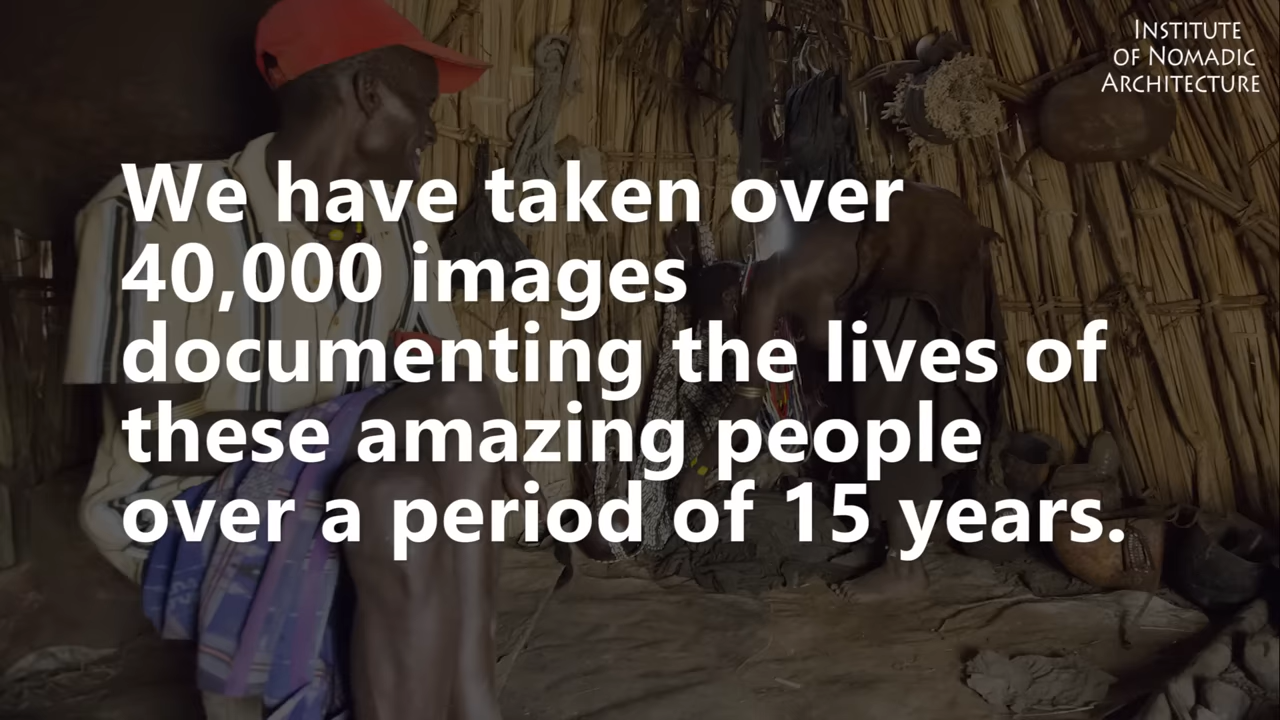 INSTITUTE
OF NOMADIC
ARCHITECTURE
We have taken over
40,000 images
documenting the lives of
these amazing people
over a period of 15 years.